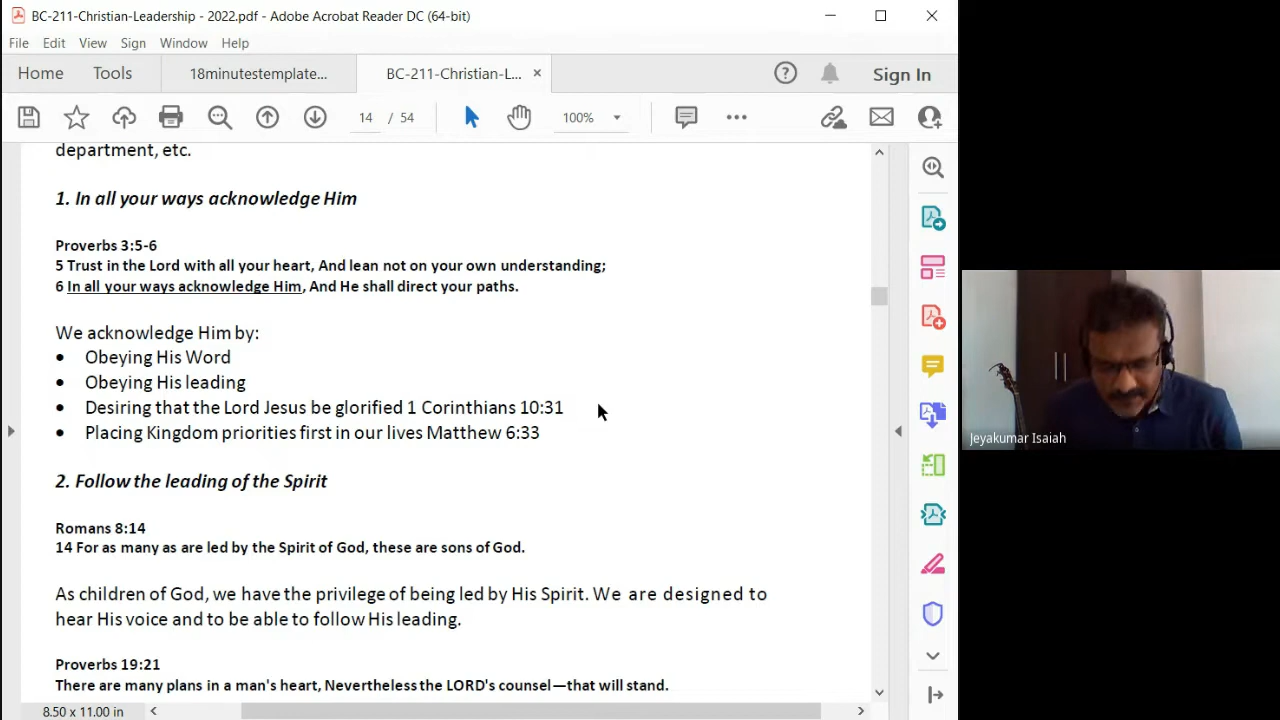 BC-211-Christian-Leadership - 2022.pdf - Adobe Acrobat Reader DC (64-bit)
File Edit View Sign Window Help
Home Tools 18minutestemplate... BC-211-Christian-L... Sign In
14 / 54 100%
department, etc.
1. In all your ways acknowledge Him
Proverbs 3:5-6
5 Trust in the Lord with all your heart, And lean not on your own understanding;
6 In all your ways acknowledge Him, And He shall direct your paths.
We acknowledge Him by:
• Obeying His Word
• Obeying His leading
• Desiring that the Lord Jesus be glorified 1 Corinthians 10:31
• Placing Kingdom priorities first in our lives Matthew 6:33
Jeyakumar Isaiah
2. Follow the leading of the Spirit
Romans 8:14
14 For as many as are led by the Spirit of God, these are sons of God.
As children of God, we have the privilege of being led by His Spirit. We are designed to
hear His voice and to be able to follow His leading.
Proverbs 19:21
There are many plans in a man's heart, Nevertheless the LORD's counsel—that will stand.
8.50 x 11.00 in